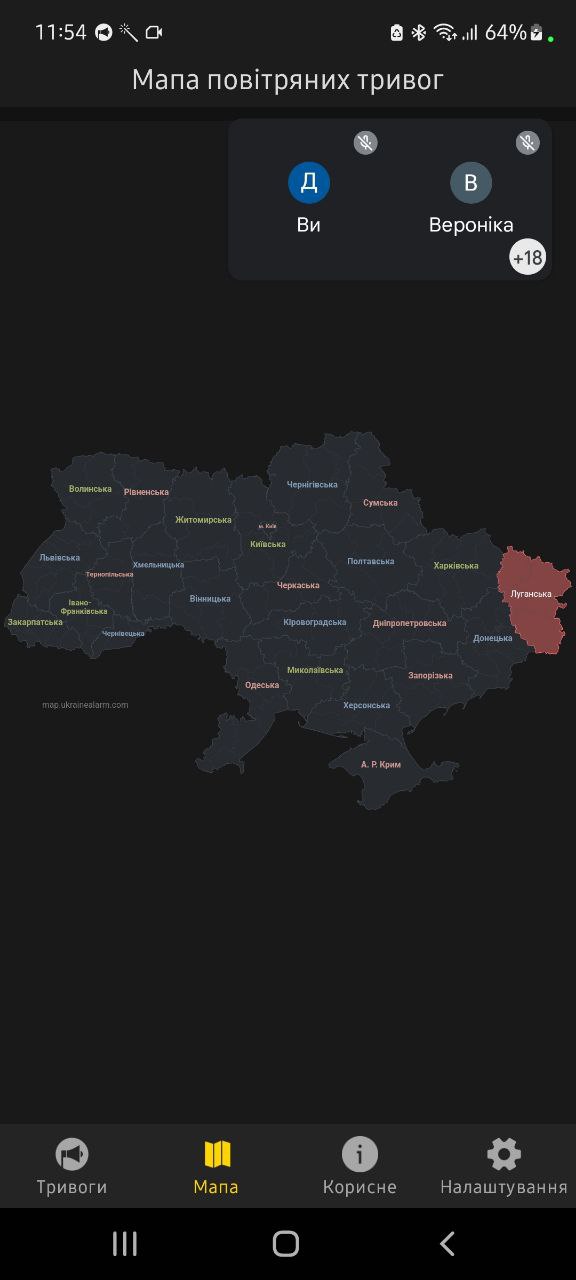 11:54 64%
Мапа повітряних тривог
Д В
Ви Вероніка
+18
Чернігівська
Волинська
Рівненська
Сумська
Житомирська
м. Київ
Київська
Львівська
Хмельницька
Полтавська
Харківська
Тернопільська
Черкаська
Луганська
Вінницька
Івано-
Франківська
Закарпатська
Кіровоградська
Дніпропетровська
Чернівецька
Донецька
Миколаївська
Запорізька
Одеська
map.ukrainealarm.com
Херсонська
А. Р. Крим
Тривоги Мапа Корисне Налаштування